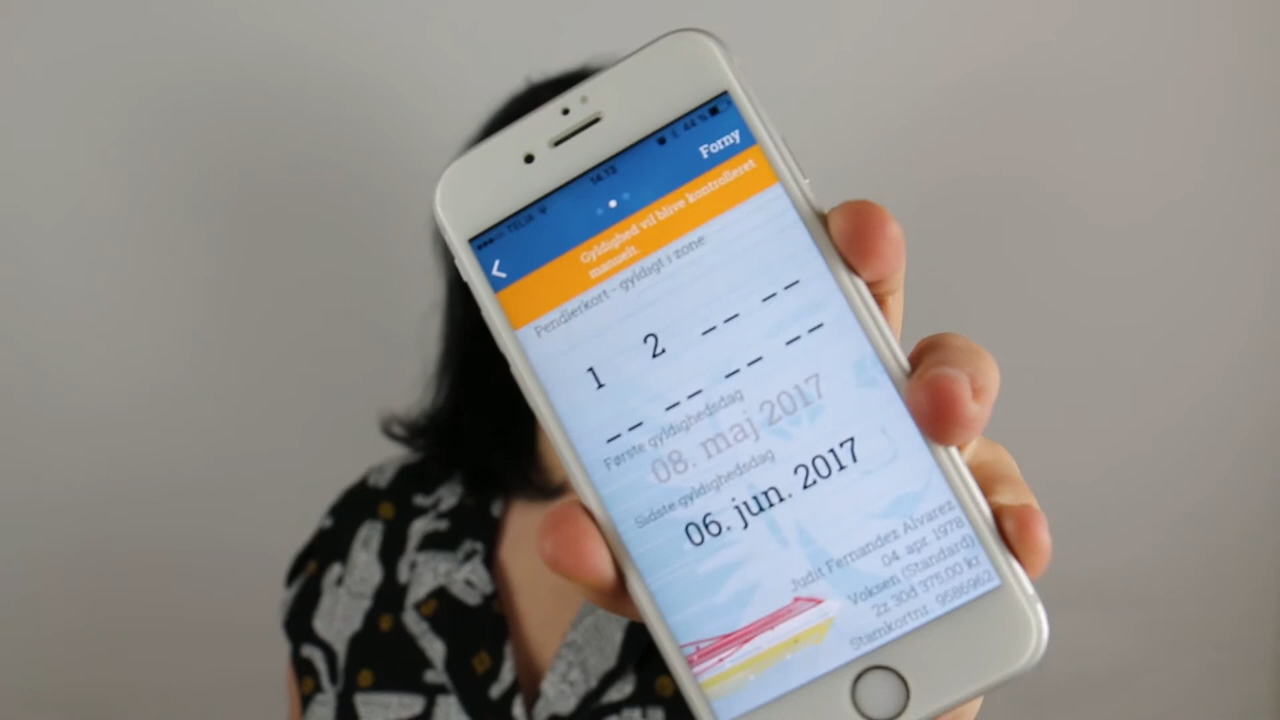 TELIA 14.13 44 %
Forny
Gyldighed vil blive kontrolleret
manuelt.
Pendlerkort - gyldigt i zone:
1 2 -- --
-- -- -- --
Første gyldighedsdag
08. maj 2017
Sidste gyldighedsdag
06. jun. 2017
Judit Fernandez Alvarez
04. apr. 1978
Voksen (Standard)
2z 30d 375,00 kr.
Stamkortnr.: 9586962